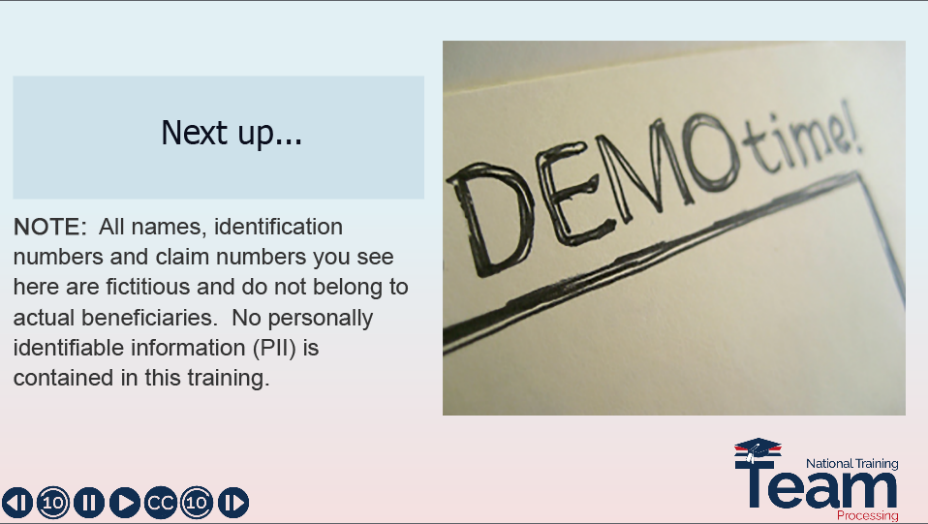 Next up...
NOTE: All names, identification
numbers and claim numbers you see
here are fictitious and do not belong to
actual beneficiaries. No personally
identifiable information (PII) is
contained in this training.
DEMO time!
National Training
Team
Processing
10 CC 10